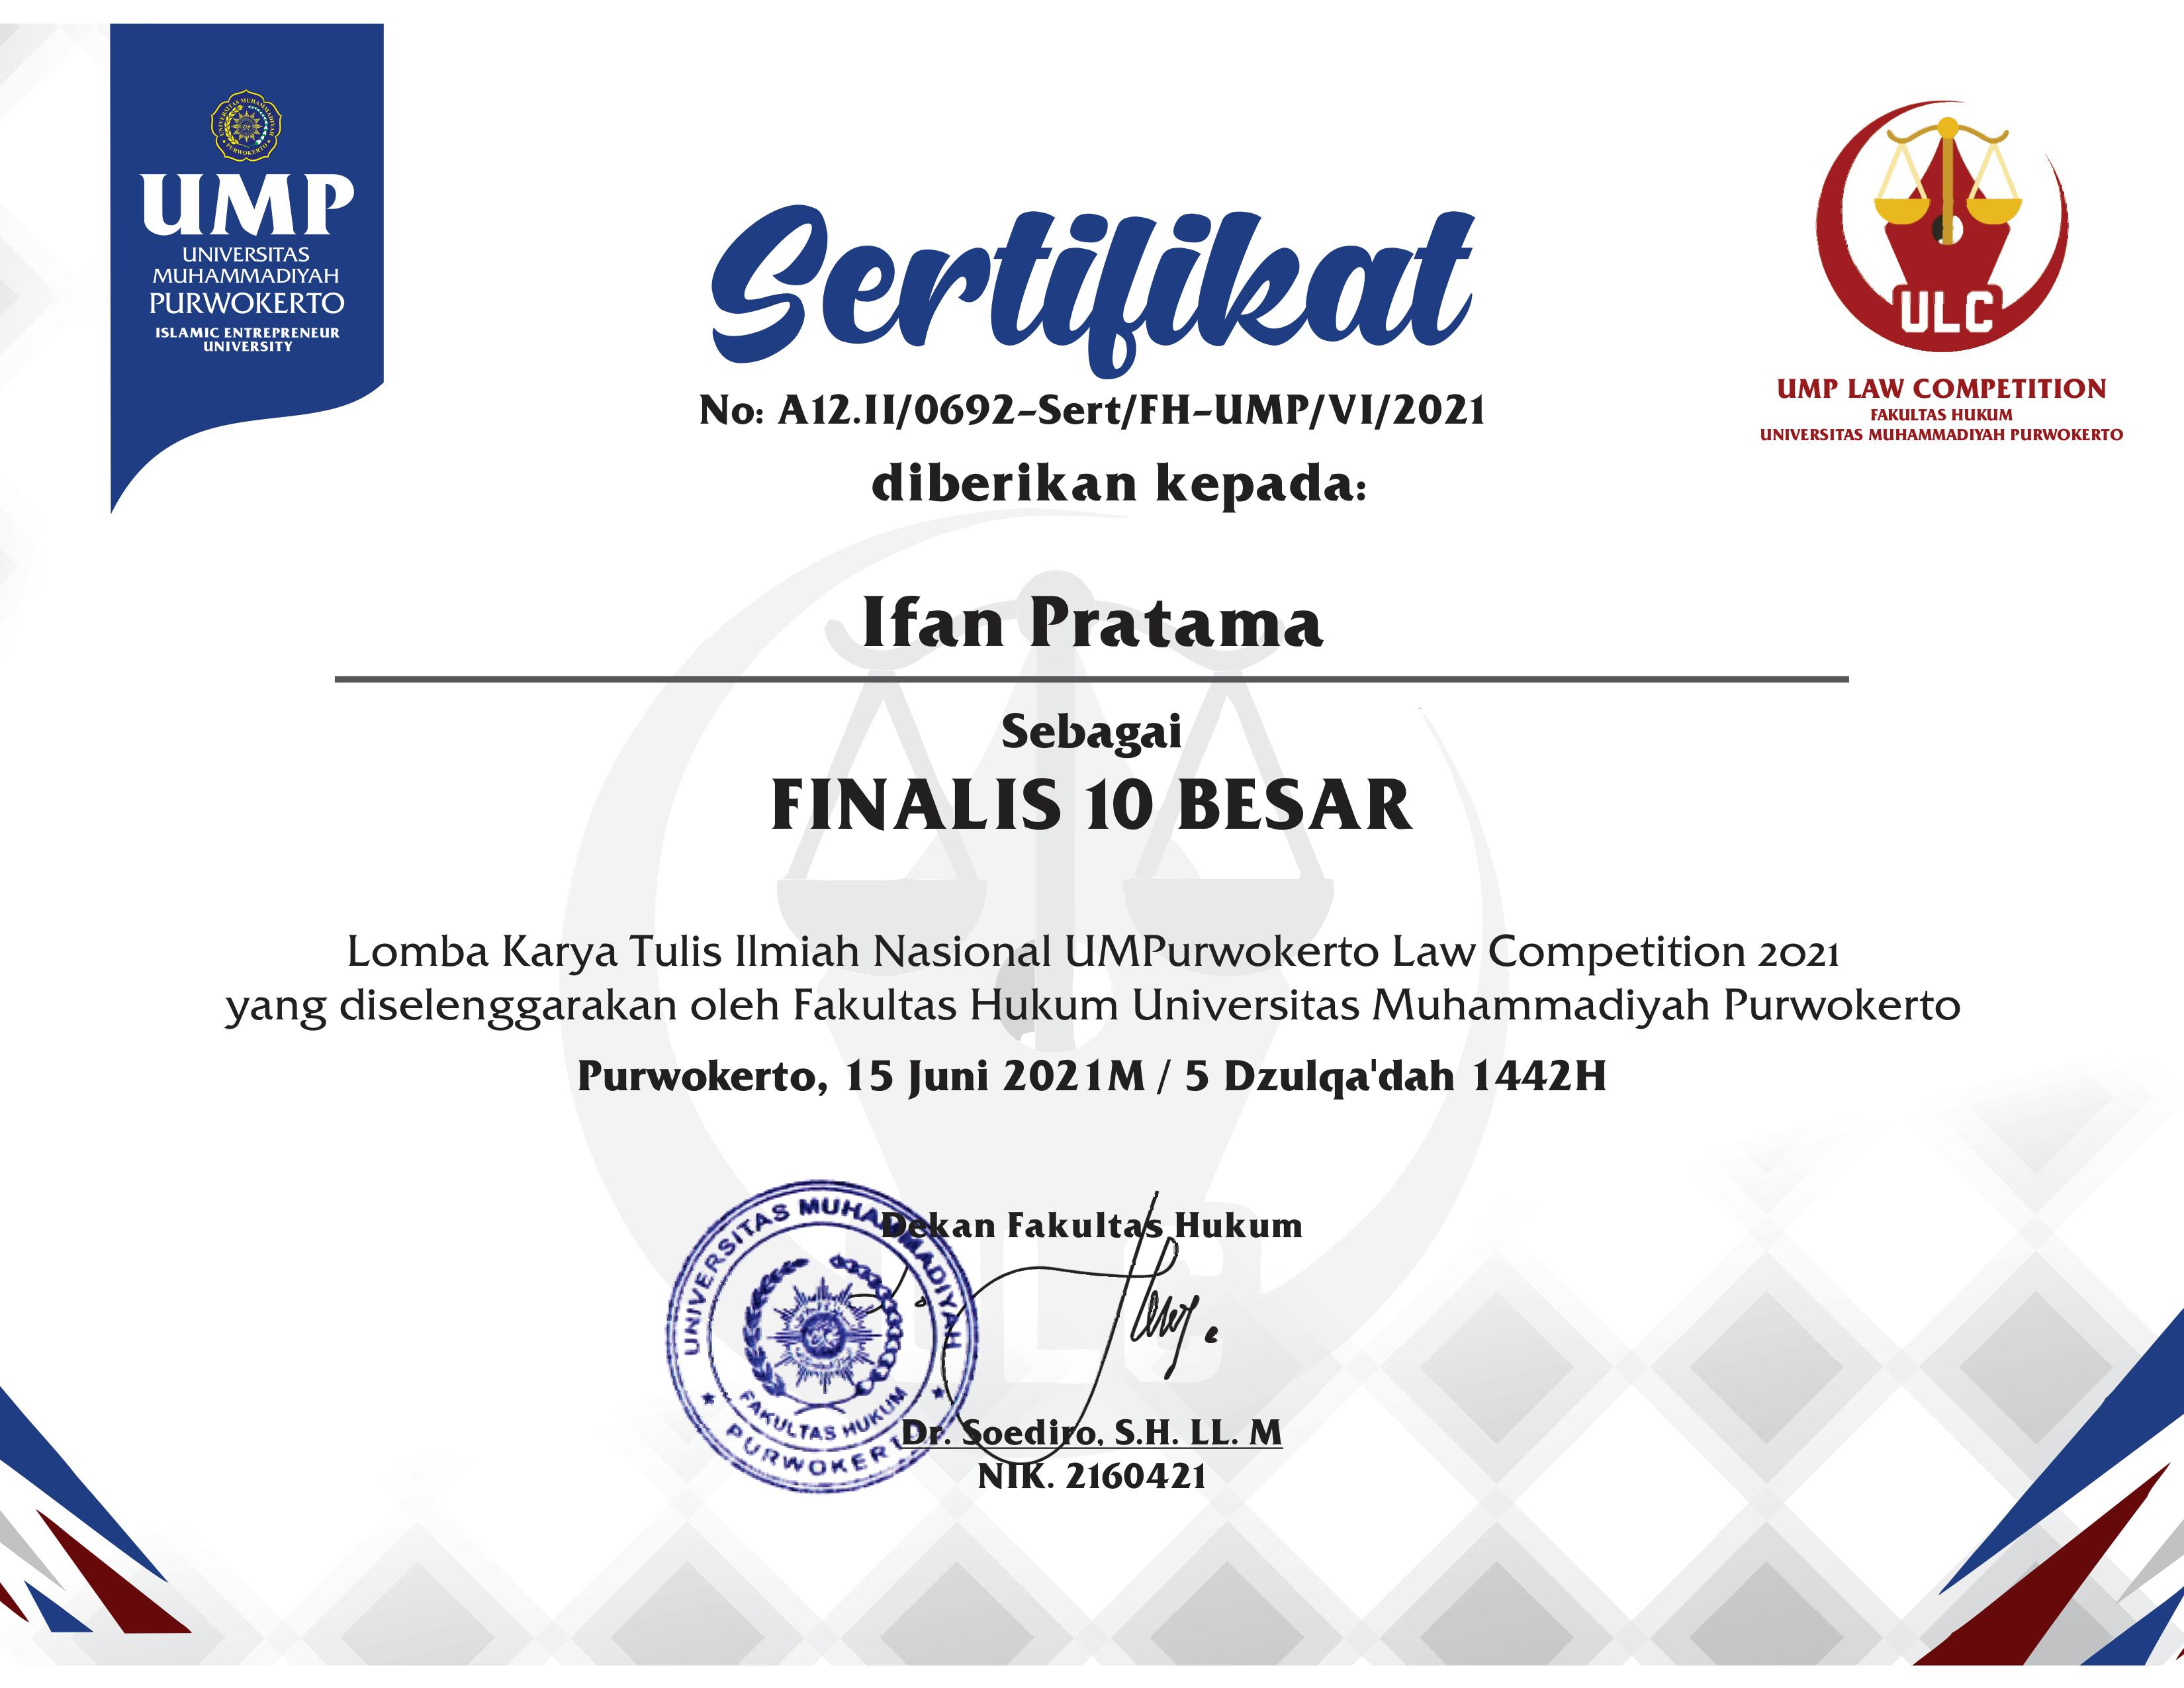 UNIVERSITAS MUHAMMADIYAH
PURWOKERTO
UMP
UNIVERSITAS
MUHAMMADIYAH
PURWOKERTO
ISLAMIC ENTREPRENEUR
UNIVERSITY
ULC
UMP LAW COMPETITION
FAKULTAS HUKUM
UNIVERSITAS MUHAMMADIYAH PURWOKERTO
Sertifikat
No: A12.II/0692-Sert/FH-UMP/VI/2021
diberikan kepada:
Ifan Pratama
Sebagai
FINALIS 10 BESAR
Lomba Karya Tulis Ilmiah Nasional UMPurwokerto Law Competition 2021
yang diselenggarakan oleh Fakultas Hukum Universitas Muhammadiyah Purwokerto
Purwokerto, 15 Juni 2021M / 5 Dzulqa'dah 1442H
Dekan Fakultas Hukum
UNIVERSITAS MUHAMMADIYAH
FAKULTAS HUKUM
PURWOKERTO
Dr. Soediro, S.H. LL. M
NIK. 2160421